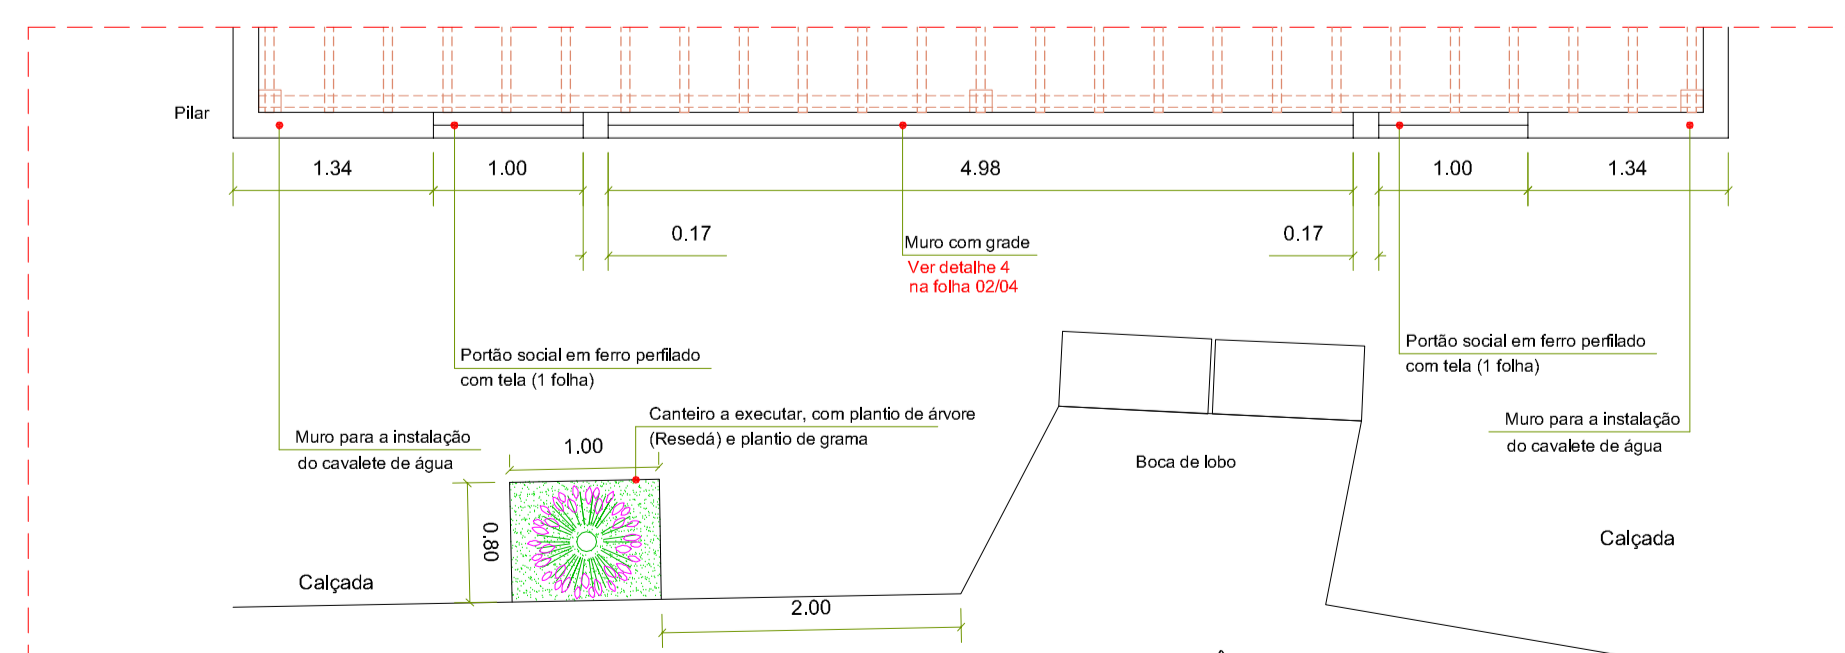 Pilar
1.34
1.00
4.98
1.00
1.34
0.17
0.17
Muro com grade
Ver detalhe 4
na folha 02/04
Portão social em ferro perfilado
com tela (1 folha)
Portão social em ferro perfilado
com tela (1 folha)
Canteiro a executar, com plantio de árvore
(Resedá) e plantio de grama
Muro para a instalação
do cavalete de água
Muro para a instalação
do cavalete de água
1.00
Boca de lobo
0.80
Calçada
Calçada
2.00